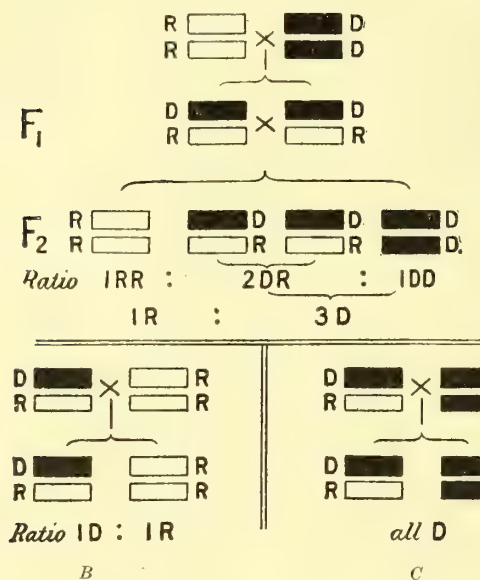 R D
R D
F1
D D
R R
F2
R D D D
R R R D
Ratio 1RR : 2DR : 1DD
1R : 3D
D R
R R
D R
R R
Ratio 1D : 1R
B
D
R
D
R
all D
C